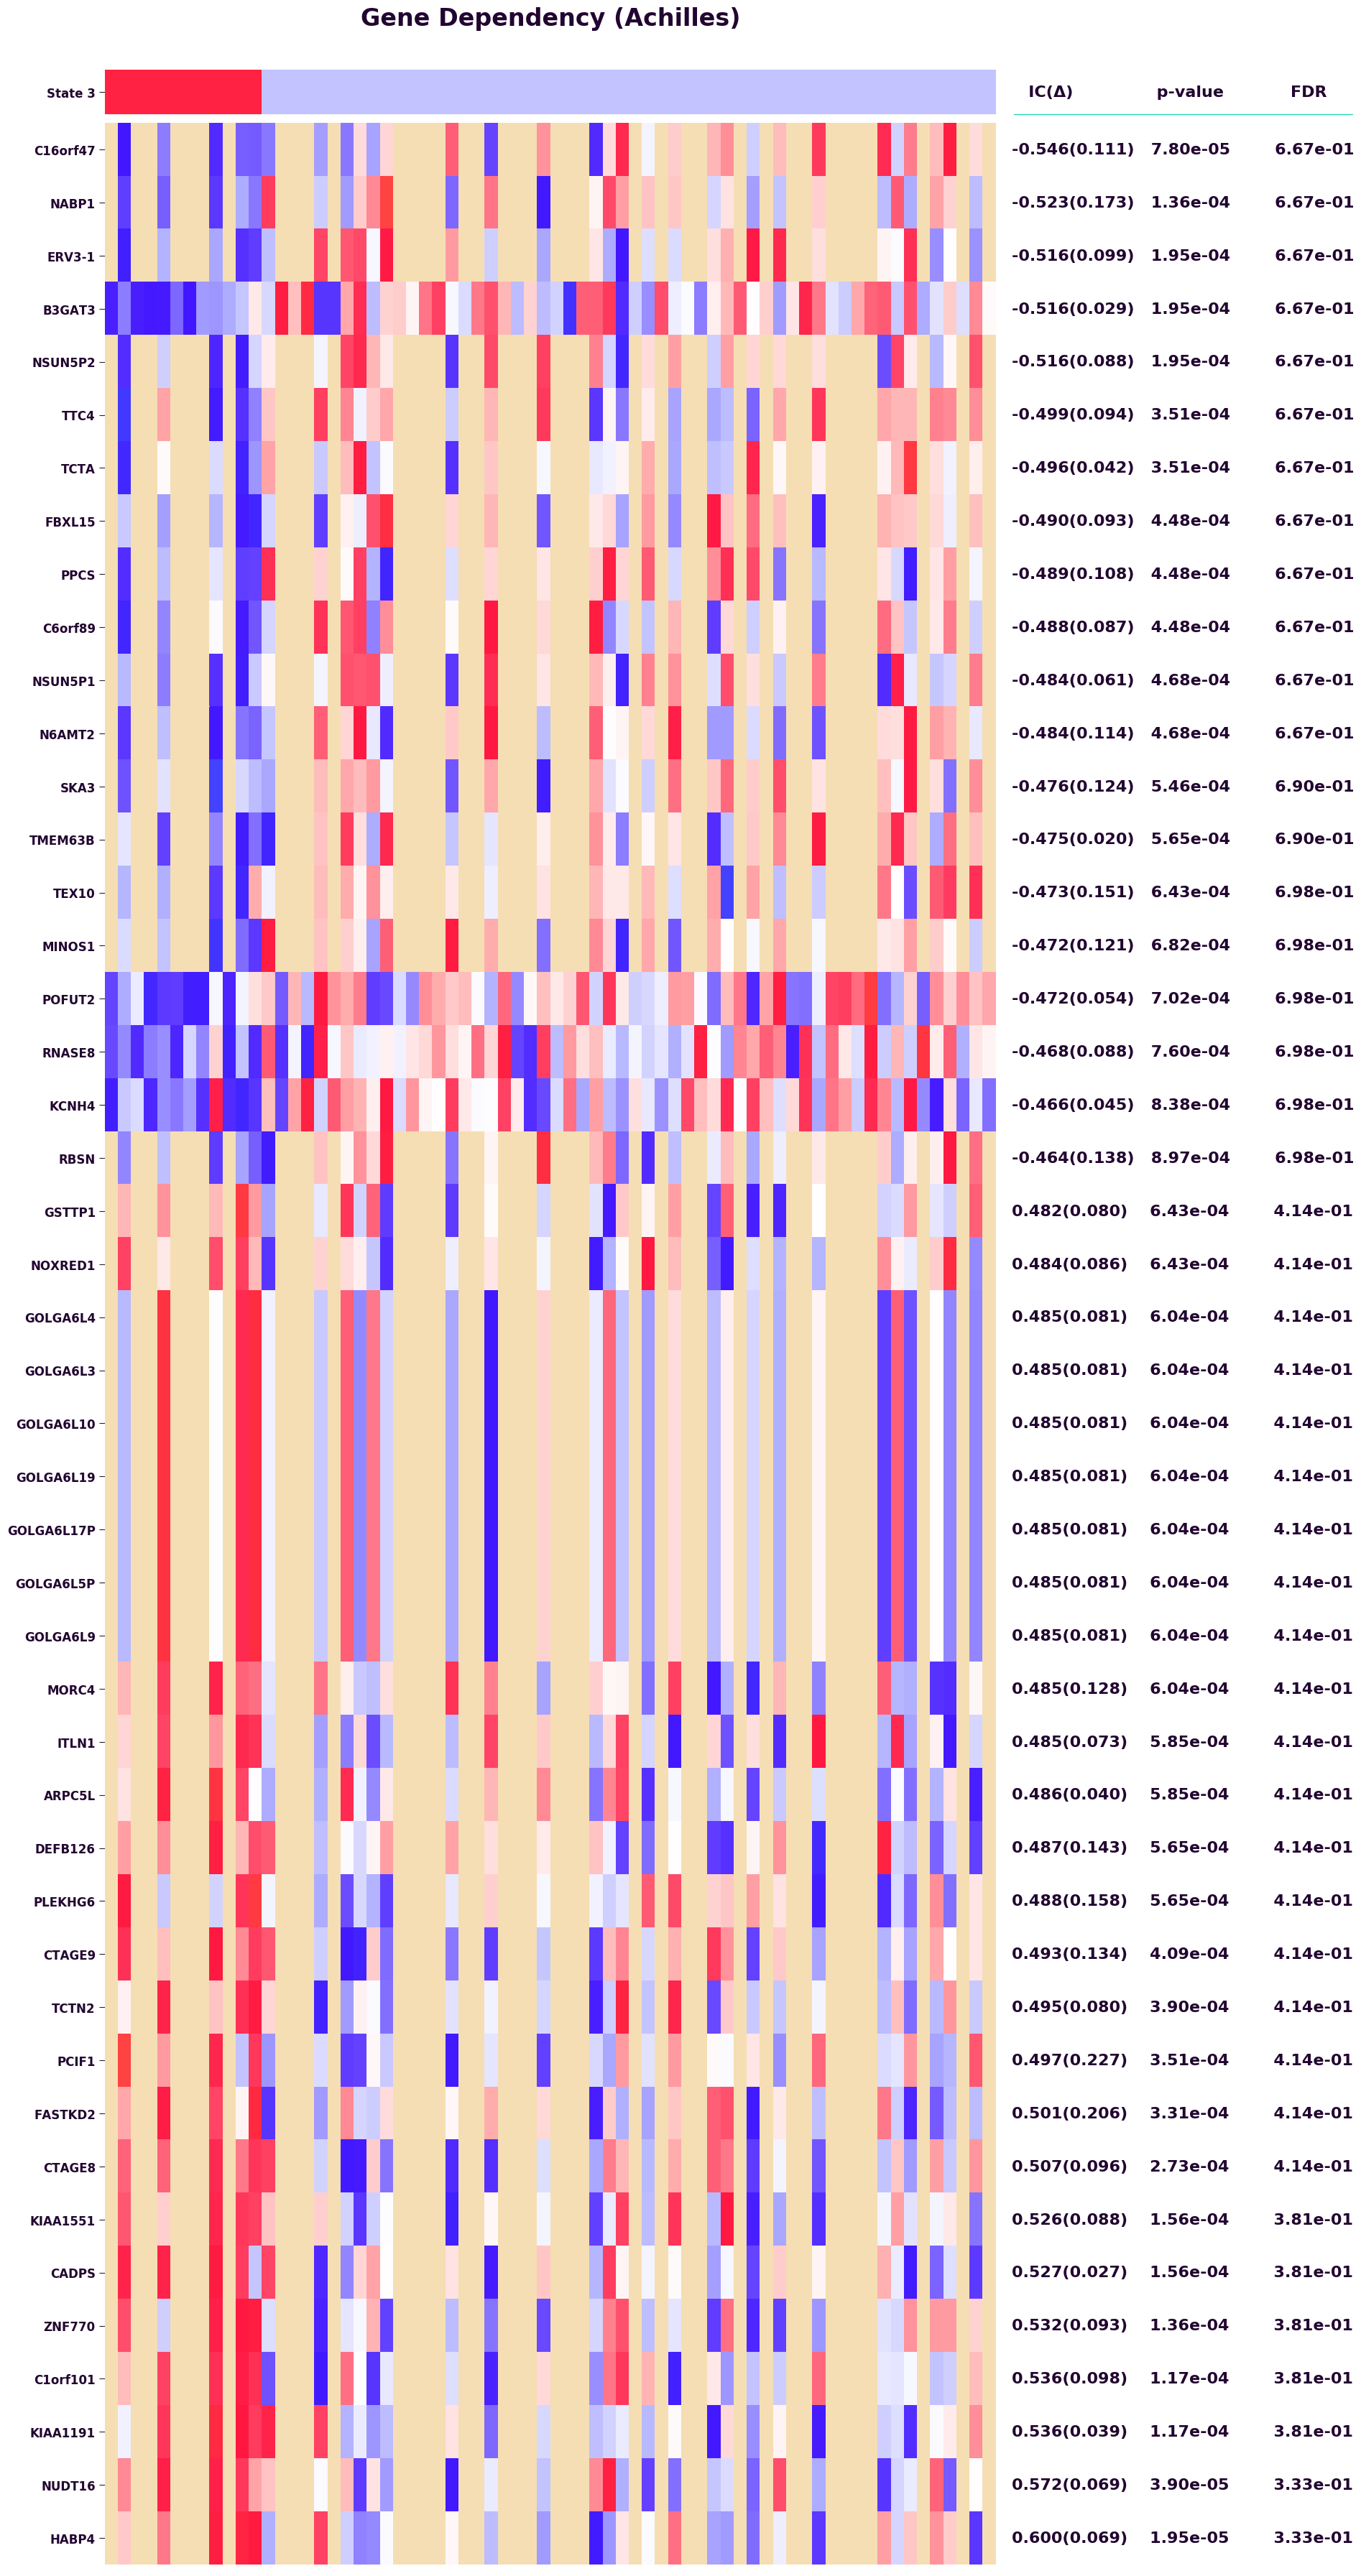 Gene Dependency (Achilles)
State 3 IC(Δ) p-value FDR
C16orf47 -0.546(0.111) 7.80e-05 6.67e-01
NABP1 -0.523(0.173) 1.36e-04 6.67e-01
ERV3-1 -0.516(0.099) 1.95e-04 6.67e-01
B3GAT3 -0.516(0.029) 1.95e-04 6.67e-01
NSUN5P2 -0.516(0.088) 1.95e-04 6.67e-01
TTC4 -0.499(0.094) 3.51e-04 6.67e-01
TCTA -0.496(0.042) 3.51e-04 6.67e-01
FBXL15 -0.490(0.093) 4.48e-04 6.67e-01
PPCS -0.489(0.108) 4.48e-04 6.67e-01
C6orf89 -0.488(0.087) 4.48e-04 6.67e-01
NSUN5P1 -0.484(0.061) 4.68e-04 6.67e-01
N6AMT2 -0.484(0.114) 4.68e-04 6.67e-01
SKA3 -0.476(0.124) 5.46e-04 6.90e-01
TMEM63B -0.475(0.020) 5.65e-04 6.90e-01
TEX10 -0.473(0.151) 6.43e-04 6.98e-01
MINOS1 -0.472(0.121) 6.82e-04 6.98e-01
POFUT2 -0.472(0.054) 7.02e-04 6.98e-01
RNASE8 -0.468(0.088) 7.60e-04 6.98e-01
KCNH4 -0.466(0.045) 8.38e-04 6.98e-01
RBSN -0.464(0.138) 8.97e-04 6.98e-01
GSTTP1 0.482(0.080) 6.43e-04 4.14e-01
NOXRED1 0.484(0.086) 6.43e-04 4.14e-01
GOLGA6L4 0.485(0.081) 6.04e-04 4.14e-01
GOLGA6L3 0.485(0.081) 6.04e-04 4.14e-01
GOLGA6L10 0.485(0.081) 6.04e-04 4.14e-01
GOLGA6L19 0.485(0.081) 6.04e-04 4.14e-01
GOLGA6L17P 0.485(0.081) 6.04e-04 4.14e-01
GOLGA6L5P 0.485(0.081) 6.04e-04 4.14e-01
GOLGA6L9 0.485(0.081) 6.04e-04 4.14e-01
MORC4 0.485(0.128) 6.04e-04 4.14e-01
ITLN1 0.485(0.073) 5.85e-04 4.14e-01
ARPC5L 0.486(0.040) 5.85e-04 4.14e-01
DEFB126 0.487(0.143) 5.65e-04 4.14e-01
PLEKHG6 0.488(0.158) 5.65e-04 4.14e-01
CTAGE9 0.493(0.134) 4.09e-04 4.14e-01
TCTN2 0.495(0.080) 3.90e-04 4.14e-01
PCIF1 0.497(0.227) 3.51e-04 4.14e-01
FASTKD2 0.501(0.206) 3.31e-04 4.14e-01
CTAGE8 0.507(0.096) 2.73e-04 4.14e-01
KIAA1551 0.526(0.088) 1.56e-04 3.81e-01
CADPS 0.527(0.027) 1.56e-04 3.81e-01
ZNF770 0.532(0.093) 1.36e-04 3.81e-01
C1orf101 0.536(0.098) 1.17e-04 3.81e-01
KIAA1191 0.536(0.039) 1.17e-04 3.81e-01
NUDT16 0.572(0.069) 3.90e-05 3.33e-01
HABP4 0.600(0.069) 1.95e-05 3.33e-01